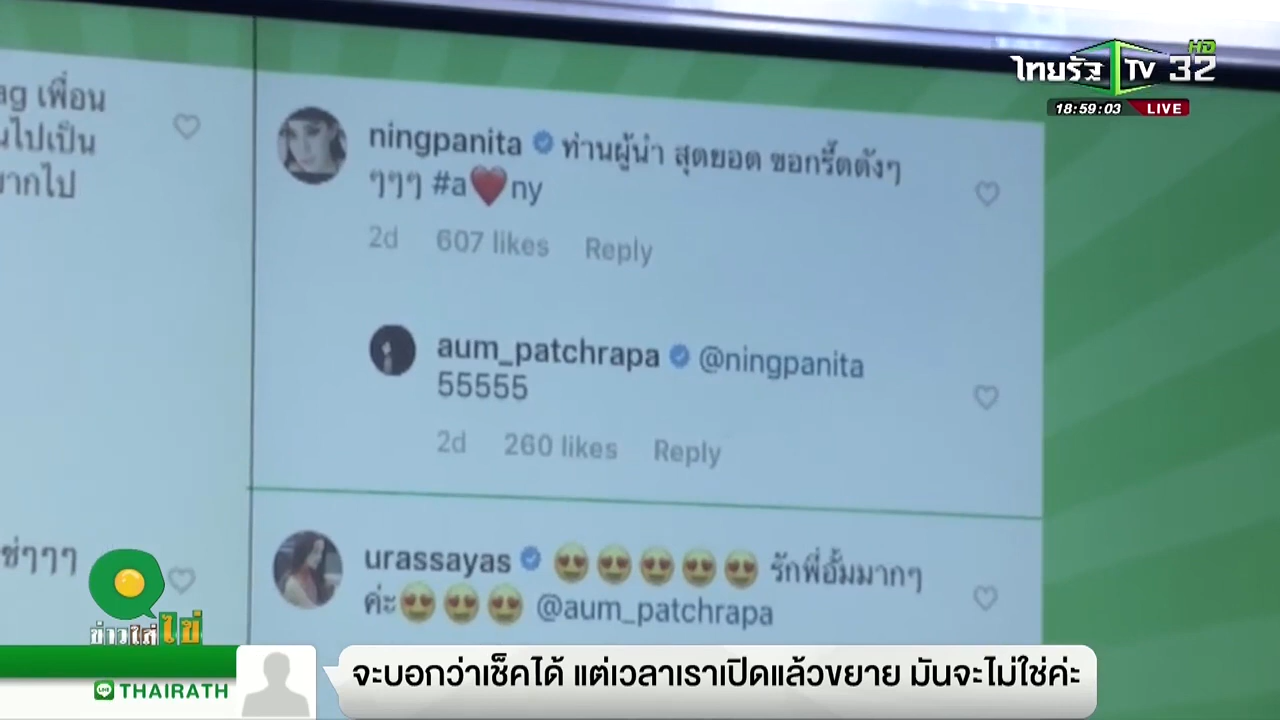 ไทยรัฐ TV 32 HD
18:59:03 LIVE
ag เพื่อน
นไปเป็น
มากไป
ningpanita ท่านผู้นำ สุดยอด ขอกรี๊ดดังๆ
ๆๆๆ #a❤️ny
2d 607 likes Reply
aum_patchrapa @ningpanita
55555
2d 260 likes Reply
urassayas 😍😍😍😍😍 รักพี่อั้มมากๆ
ค่ะ😍😍😍 @aum_patchrapa
ช่ๆๆๆ
ข่าวใส่ไข่
LINE THAIRATH
จะบอกว่าเช็คได้ แต่เวลาเราเปิดแล้วขยาย มันจะไม่ใช่ค่ะ